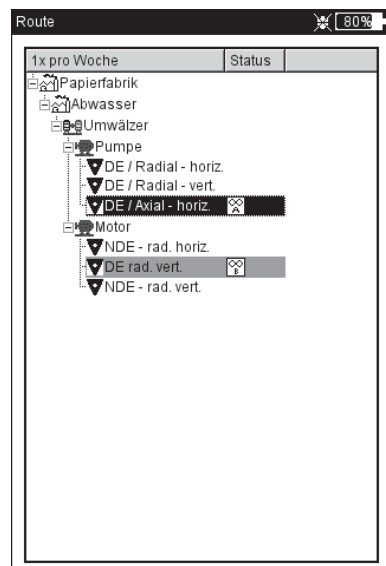 Route 80%
1x pro Woche Status
Papierfabrik
Abwasser
Umwälzer
Pumpe
DE / Radial - horiz.
DE / Radial - vert.
DE / Axial - horiz. A
Motor
NDE - rad. horiz.
DE rad. vert. B
NDE - rad. vert.